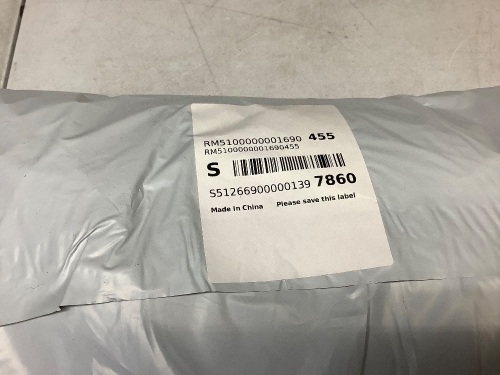 RM5100000001690 455
RM5100000001690455
S
S51266900000139 7860
Made in China Please save this label